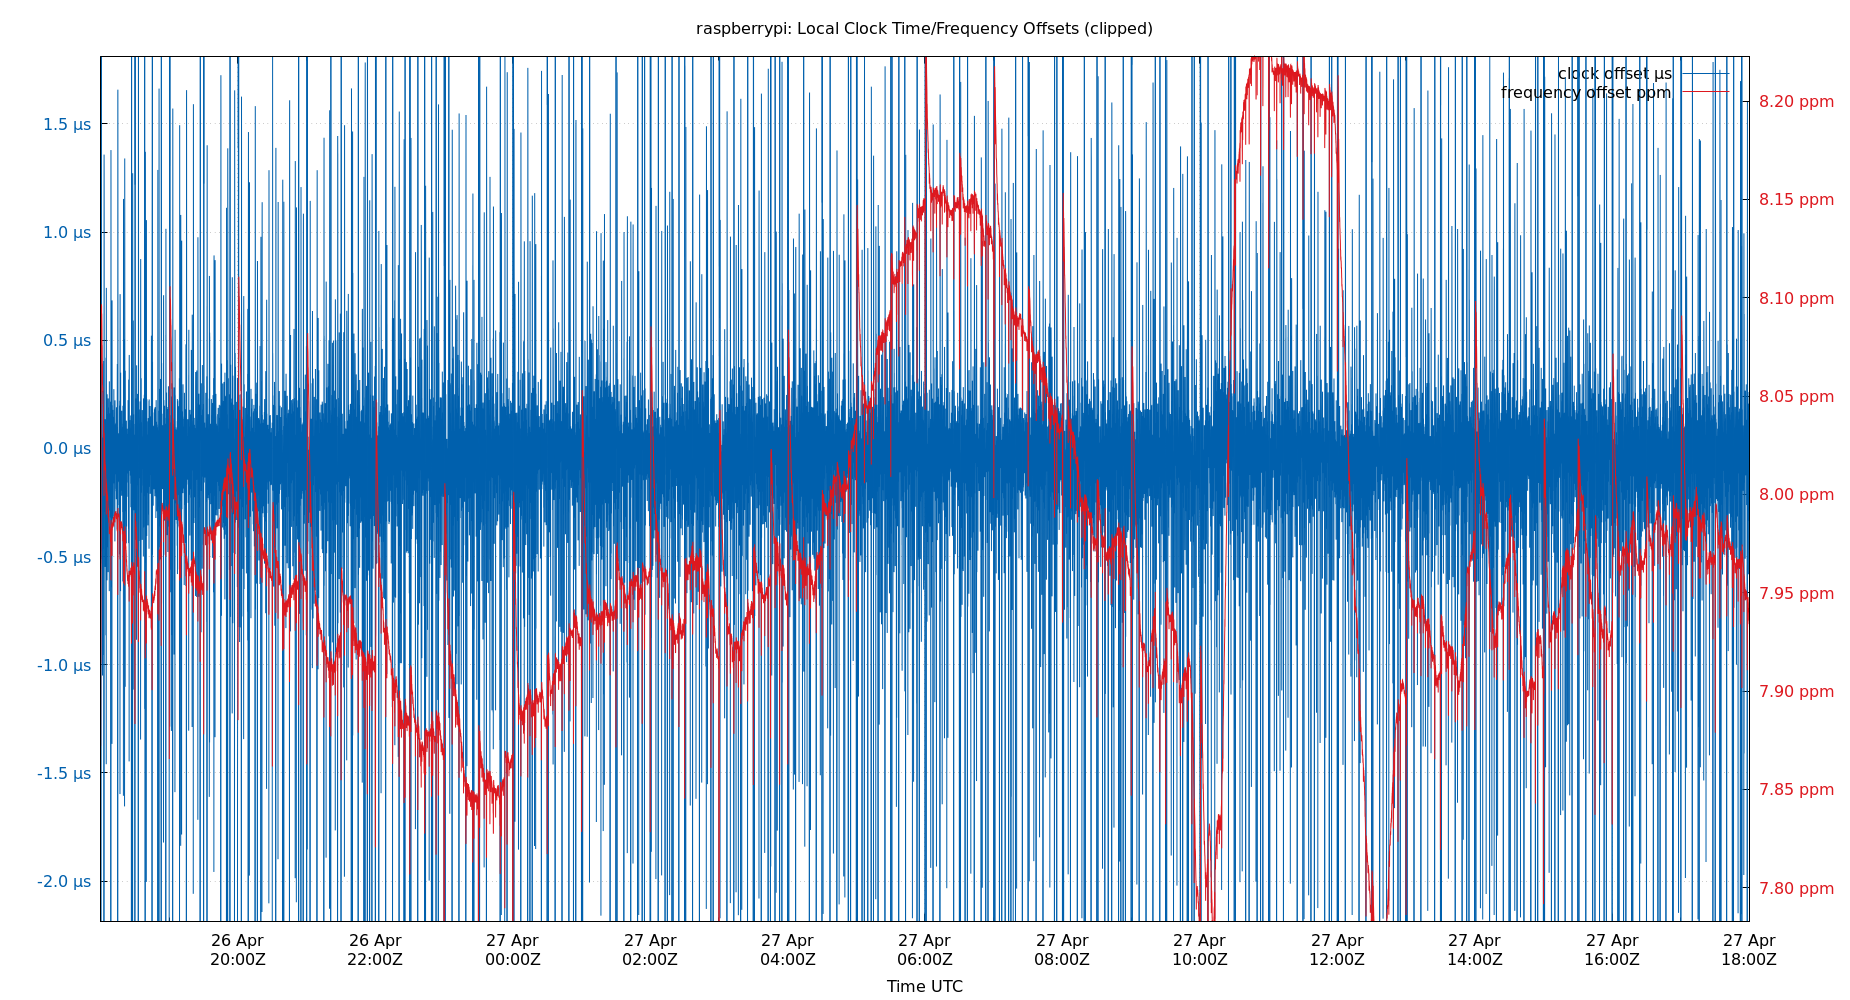 raspberrypi: Local Clock Time/Frequency Offsets (clipped)
clock offset µs
frequency offset ppm
1.5 µs
1.0 µs
0.5 µs
0.0 µs
-0.5 µs
-1.0 µs
-1.5 µs
-2.0 µs
8.20 ppm
8.15 ppm
8.10 ppm
8.05 ppm
8.00 ppm
7.95 ppm
7.90 ppm
7.85 ppm
7.80 ppm
26 Apr 26 Apr 27 Apr 27 Apr 27 Apr 27 Apr 27 Apr 27 Apr 27 Apr 27 Apr 27 Apr 27 Apr
20:00Z 22:00Z 00:00Z 02:00Z 04:00Z 06:00Z 08:00Z 10:00Z 12:00Z 14:00Z 16:00Z 18:00Z
Time UTC